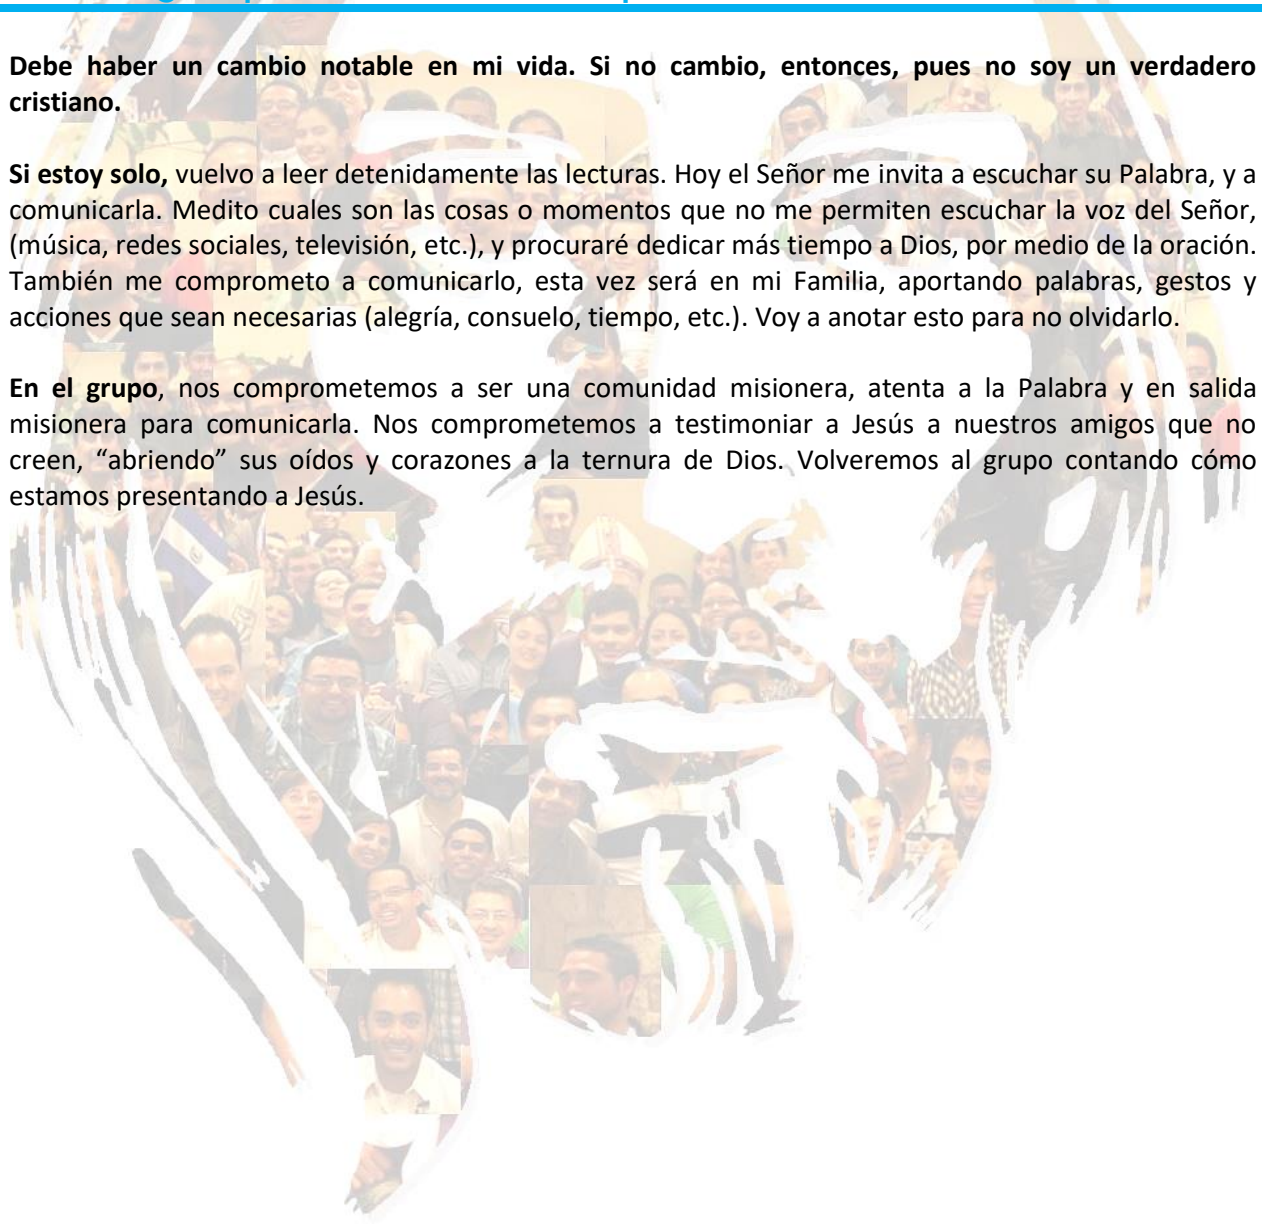 Debe haber un cambio notable en mi vida. Si no cambio, entonces, pues no soy un verdadero
cristiano.
Si estoy solo, vuelvo a leer detenidamente las lecturas. Hoy el Señor me invita a escuchar su Palabra, y a
comunicarla. Medito cuales son las cosas o momentos que no me permiten escuchar la voz del Señor,
(música, redes sociales, televisión, etc.), y procuraré dedicar más tiempo a Dios, por medio de la oración.
También me comprometo a comunicarlo, esta vez será en mi Familia, aportando palabras, gestos y
acciones que sean necesarias (alegría, consuelo, tiempo, etc.). Voy a anotar esto para no olvidarlo.
En el grupo, nos comprometemos a ser una comunidad misionera, atenta a la Palabra y en salida
misionera para comunicarla. Nos comprometemos a testimoniar a Jesús a nuestros amigos que no
creen, “abriendo” sus oídos y corazones a la ternura de Dios. Volveremos al grupo contando cómo
estamos presentando a Jesús.